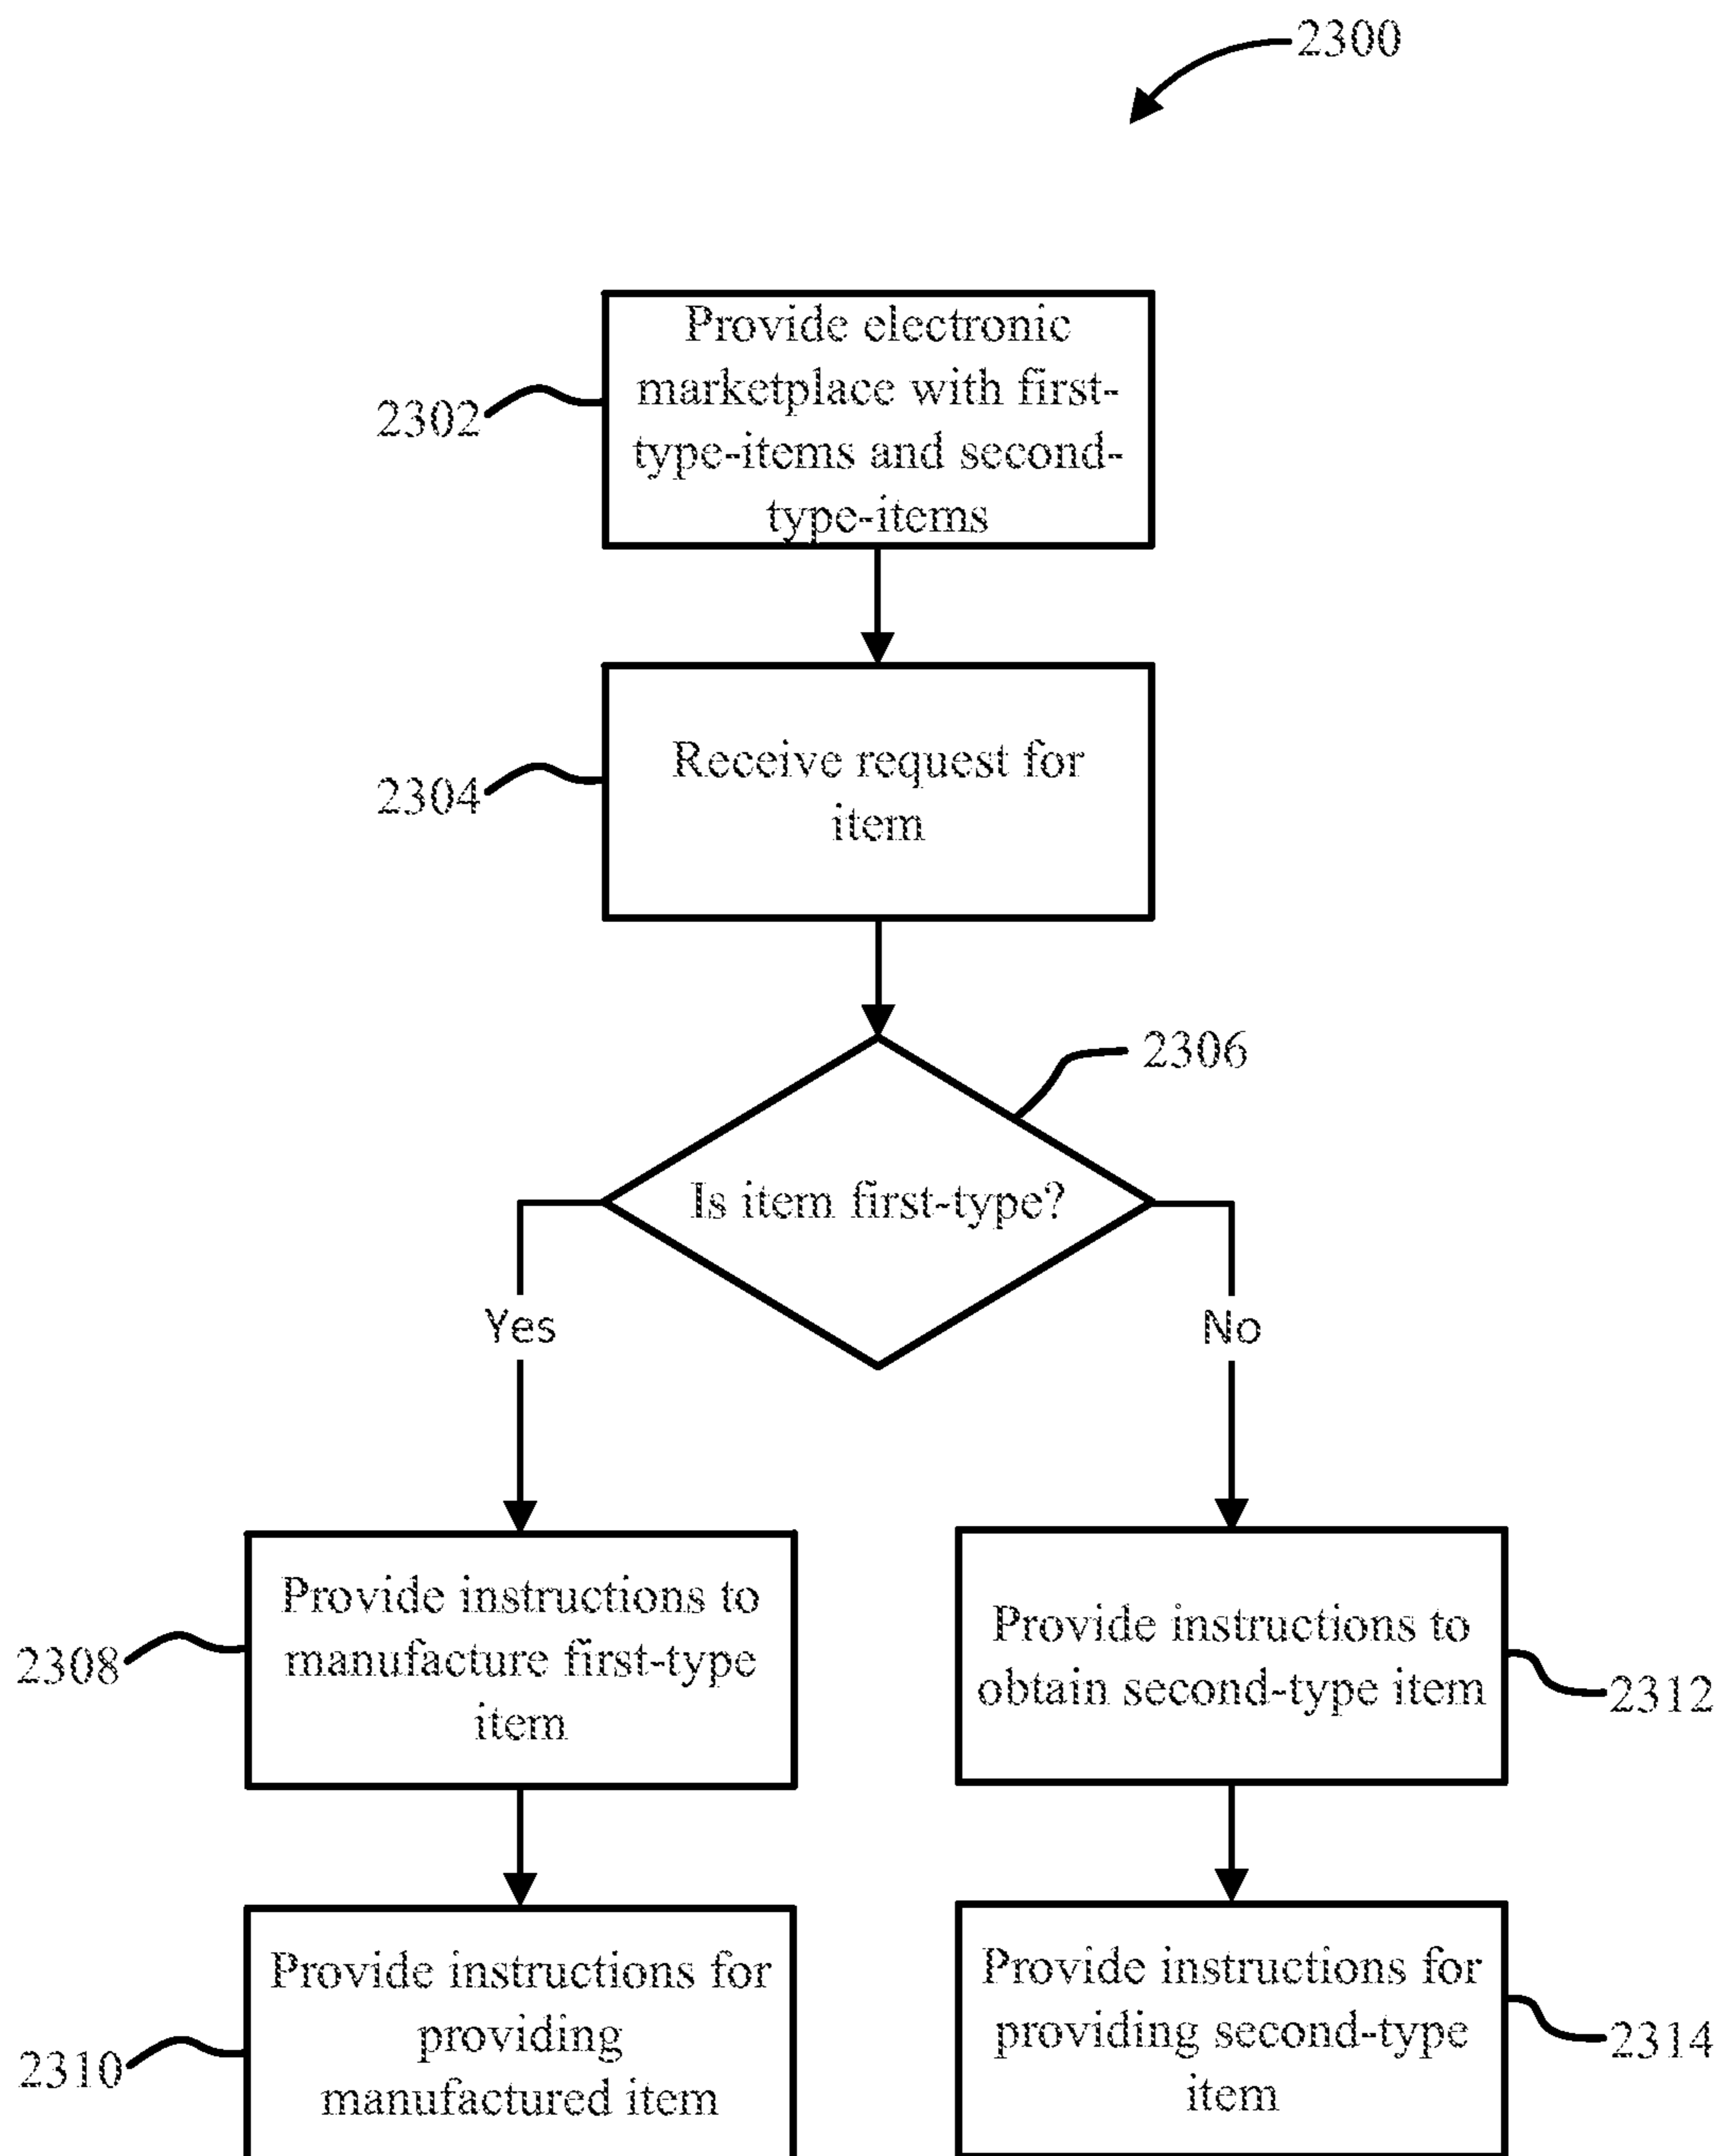 2300
Provide electronic
marketplace with first-
type-items and second-
type-items
2302
Receive request for
item
2304
2306
Is item first-type?
Yes
No
Provide instructions to
manufacture first-type
item
2308
Provide instructions to
obtain second-type item
2312
Provide instructions for
providing
manufactured item
2310
Provide instructions for
providing second-type
item
2314